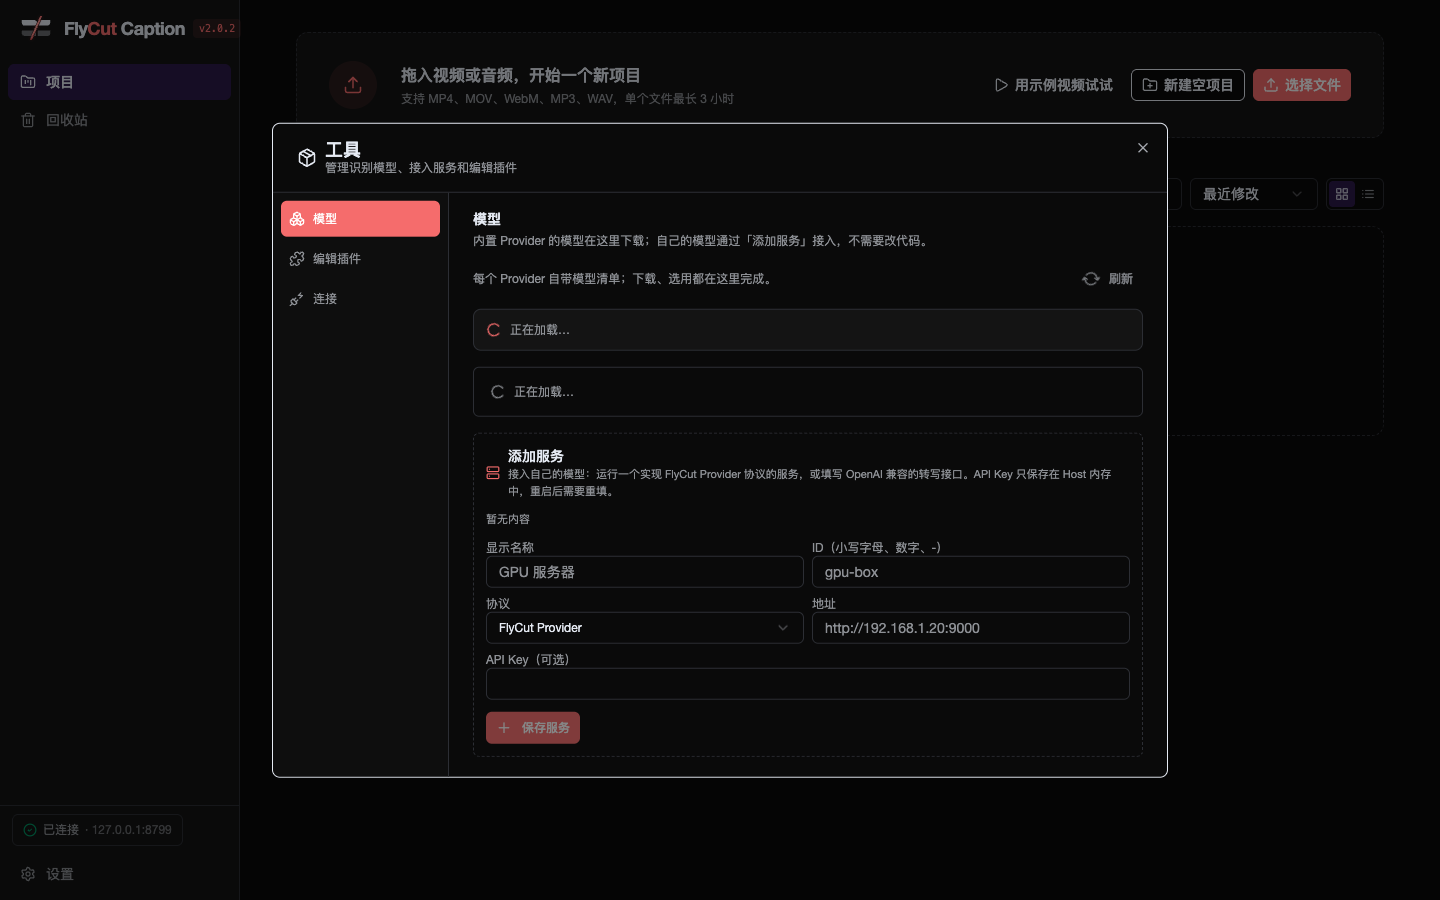 FlyCut Caption v2.0.2
项目
回收站
拖入视频或音频，开始一个新项目
支持 MP4、MOV、WebM、MP3、WAV，单个文件最长 3 小时
用示例视频试试
新建空项目
选择文件
最近修改
工具
管理识别模型、接入服务和编辑插件
模型
编辑插件
连接
模型
内置 Provider 的模型在这里下载；自己的模型通过「添加服务」接入，不需要改代码。
每个 Provider 自带模型清单；下载、选用都在这里完成。
刷新
正在加载...
正在加载...
添加服务
接入自己的模型：运行一个实现 FlyCut Provider 协议的服务，或填写 OpenAI 兼容的转写接口。API Key 只保存在 Host 内存
中，重启后需要重填。
暂无内容
显示名称
ID（小写字母、数字、-）
GPU 服务器
gpu-box
协议
地址
FlyCut Provider
http://192.168.1.20:9000
API Key（可选）
保存服务
已连接 · 127.0.0.1:8799
设置